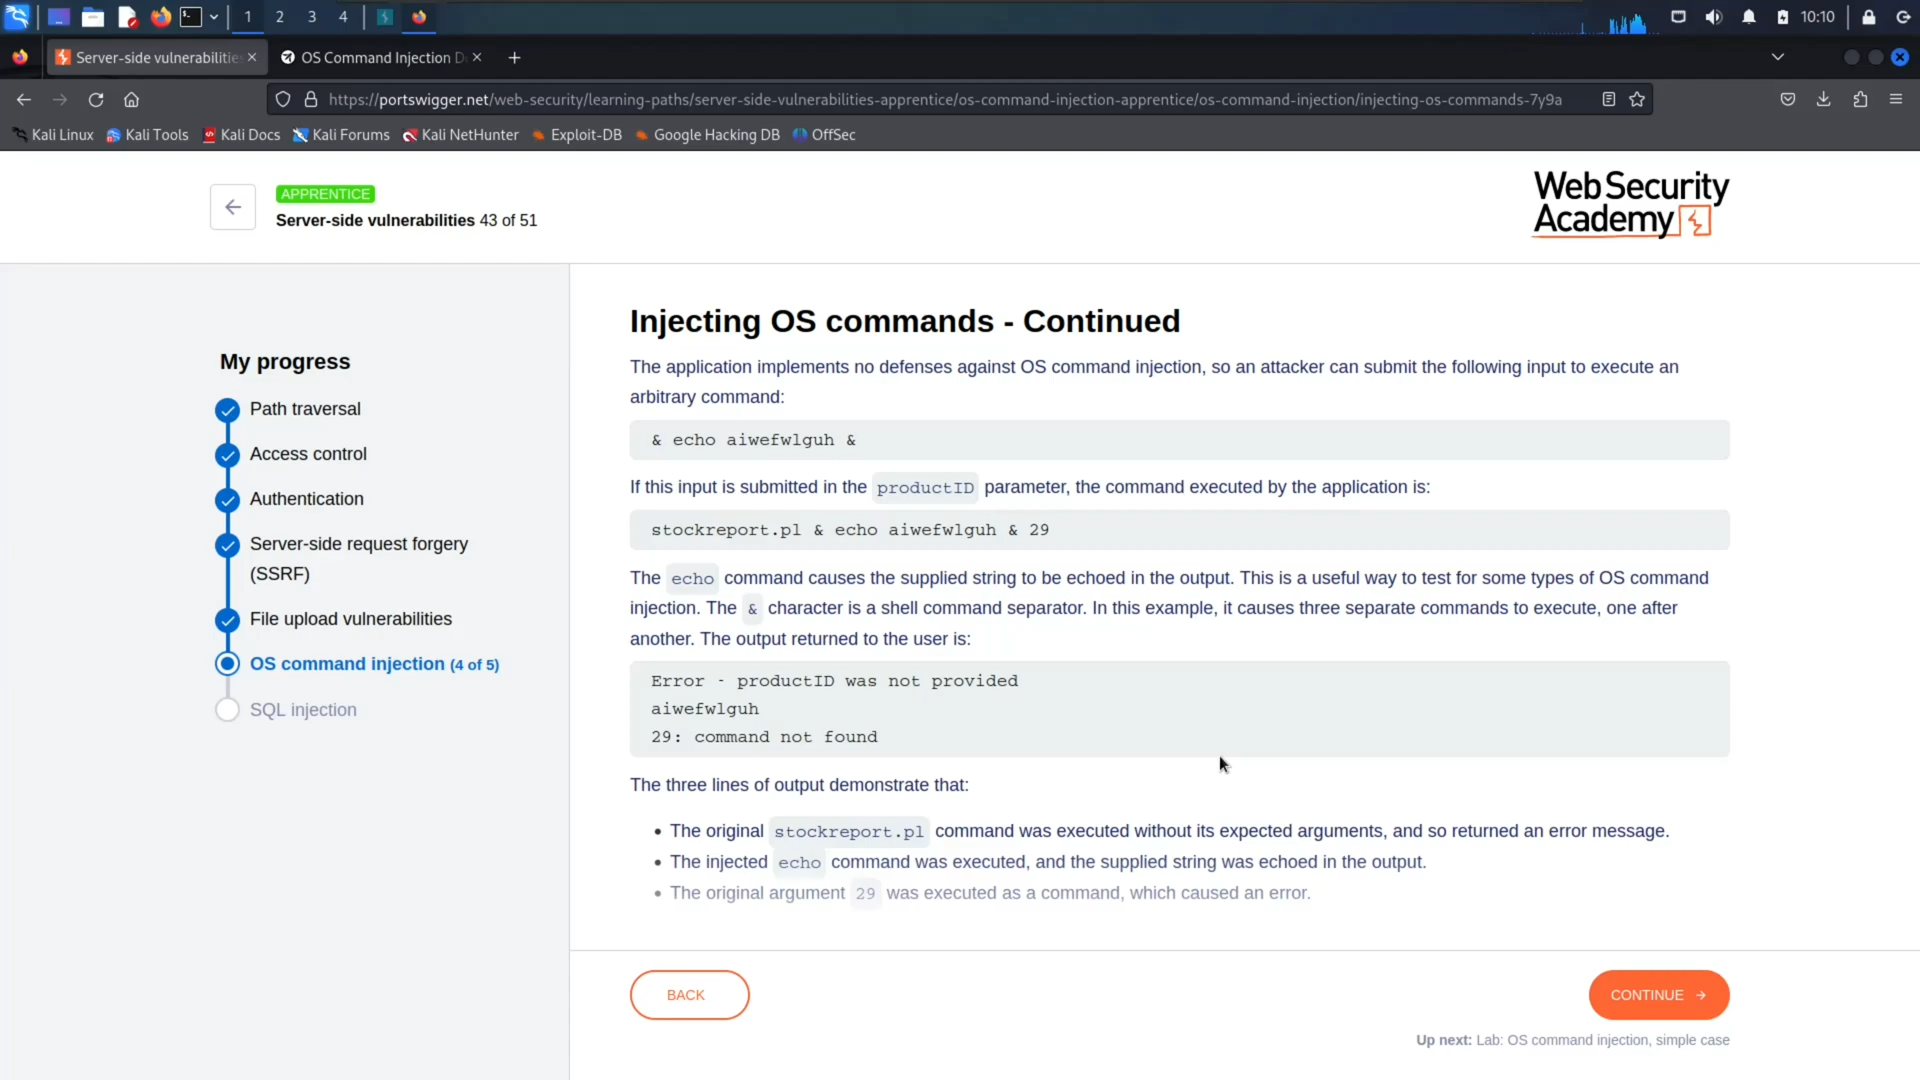 1 2 3 4 10:10
Server-side vulnerabilitie OS Command Injection D
https://portswigger.net/web-security/learning-paths/server-side-vulnerabilities-apprentice/os-command-injection-apprentice/os-command-injection/injecting-os-commands-7y9a
Kali Linux Kali Tools Kali Docs Kali Forums Kali NetHunter Exploit-DB Google Hacking DB OffSec
APPRENTICE
Server-side vulnerabilities 43 of 51
WebSecurity
Academy
My progress
Path traversal
Access control
Authentication
Server-side request forgery
(SSRF)
File upload vulnerabilities
OS command injection (4 of 5)
SQL injection
Injecting OS commands - Continued
The application implements no defenses against OS command injection, so an attacker can submit the following input to execute an
arbitrary command:
& echo aiwefwlguh &
If this input is submitted in the productID parameter, the command executed by the application is:
stockreport.pl & echo aiwefwlguh & 29
The echo command causes the supplied string to be echoed in the output. This is a useful way to test for some types of OS command
injection. The & character is a shell command separator. In this example, it causes three separate commands to execute, one after
another. The output returned to the user is:
Error - productID was not provided
aiwefwlguh
29: command not found
The three lines of output demonstrate that:
• The original stockreport.pl command was executed without its expected arguments, and so returned an error message.
• The injected echo command was executed, and the supplied string was echoed in the output.
• The original argument 29 was executed as a command, which caused an error.
BACK
CONTINUE →
Up next: Lab: OS command injection, simple case